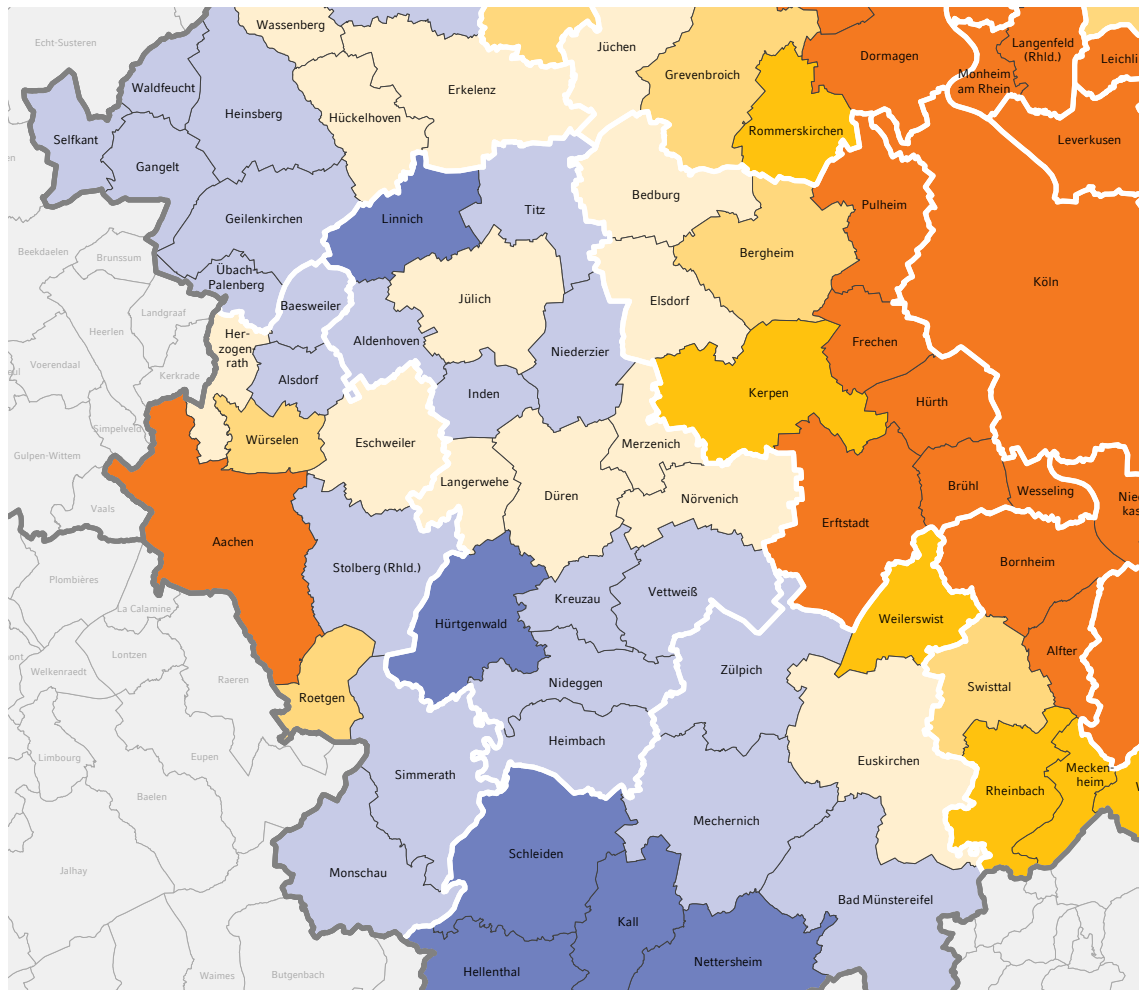 Wassenberg
Echt-Susteren
Jüchen
Dormagen
Langenfeld
(Rhld.)
Leichli
Monheim
am Rhein
Grevenbroich
Waldfeucht
Erkelenz
Heinsberg
Hückelhoven
Rommerskirchen
Leverkusen
Selfkant
Gangelt
Bedburg
Pulheim
Titz
Linnich
Geilenkirchen
Beekdaelen
Brunssum
Bergheim
Übach-
Palenberg
Köln
Jülich
Elsdorf
Baesweiler
Landgraaf
Heerlen
Her-
zogen
rath
Aldenhoven
Frechen
Niederzier
Voerendaal
eul
Kerkrade
Alsdorf
Inden
Kerpen
Hürth
Simpelveld
Würselen
Eschweiler
Merzenich
Gulpen-Wittem
Langerwehe
Düren
Nörvenich
Brühl
Wesseling
Nie
kas
Vaals
Erftstadt
Aachen
Stolberg (Rhld.)
Bornheim
Plombières
Kreuzau
Vettweiß
La Calamine
Hürtgenwald
Weilerswist
Lontzen
mont
Welkenraedt
Alfter
Zülpich
Raeren
Nideggen
Swisttal
Roetgen
Heimbach
Limbourg
Eupen
Euskirchen
Simmerath
Mecken-
heim
W
Rheinbach
Baelen
Mechernich
Schleiden
Jalhay
Monschau
Bad Münstereifel
Kall
Nettersheim
Hellenthal
Waimes
Butgenbach